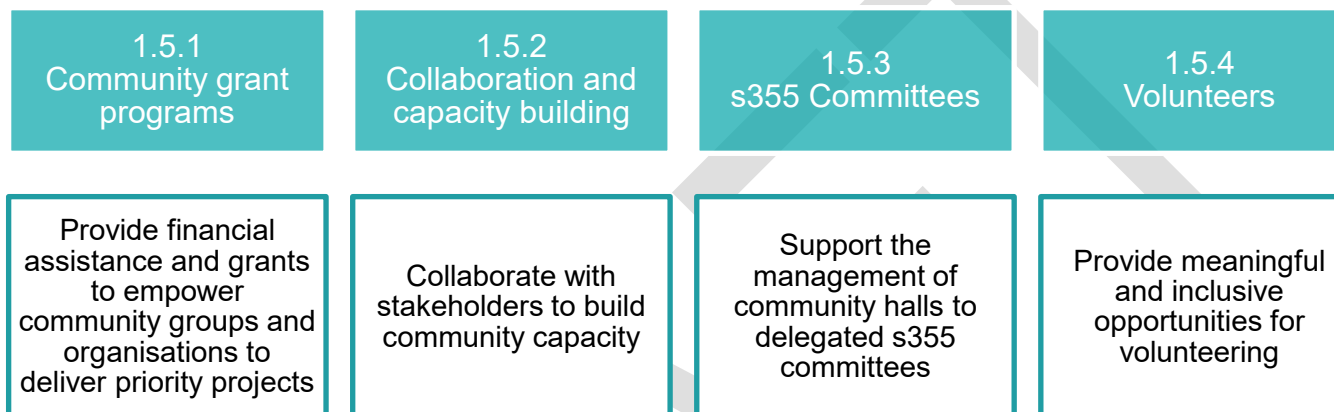 1.5.1
Community grant
programs
1.5.2
Collaboration and
capacity building
1.5.3
s355 Committees
1.5.4
Volunteers
Provide financial
assistance and grants
to empower
community groups and
organisations to
deliver priority projects
Collaborate with
stakeholders to build
community capacity
Support the
management of
community halls to
delegated s355
committees
Provide meaningful
and inclusive
opportunities for
volunteering